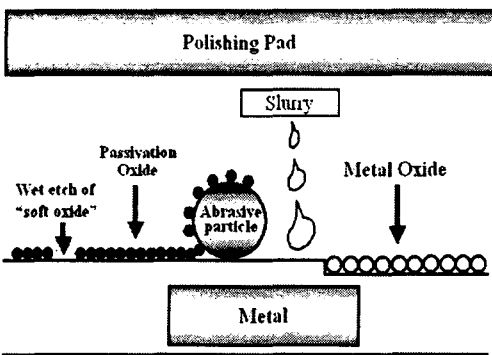 Polishing Pad
Slurry
Passivation
Oxide
Metal Oxide
Wet etch of
"soft oxide"
Abrasive
particle
Metal